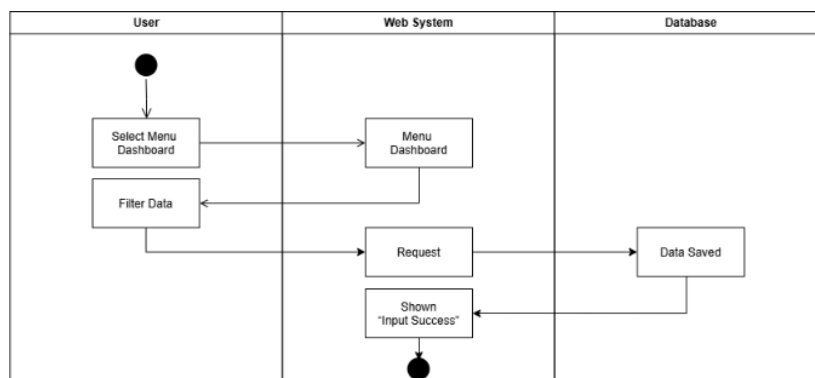 User
Web System
Database
Select Menu
Dashboard
Menu
Dashboard
Filter Data
Request
Data Saved
Shown
"Input Success"